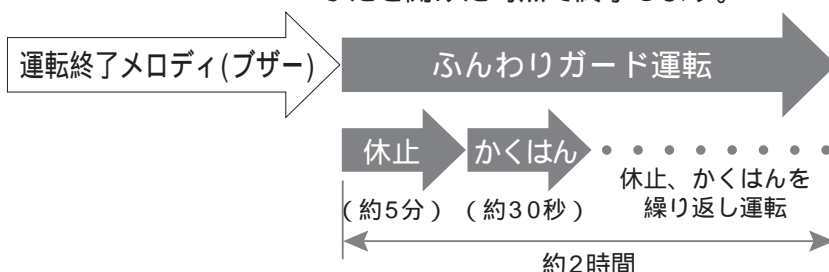 運転終了メロディ(ブザー)
ふんわりガード運転
休止
かくはん
(約5分)
(約30秒)
休止、かくはんを
繰り返し運転
約2時間